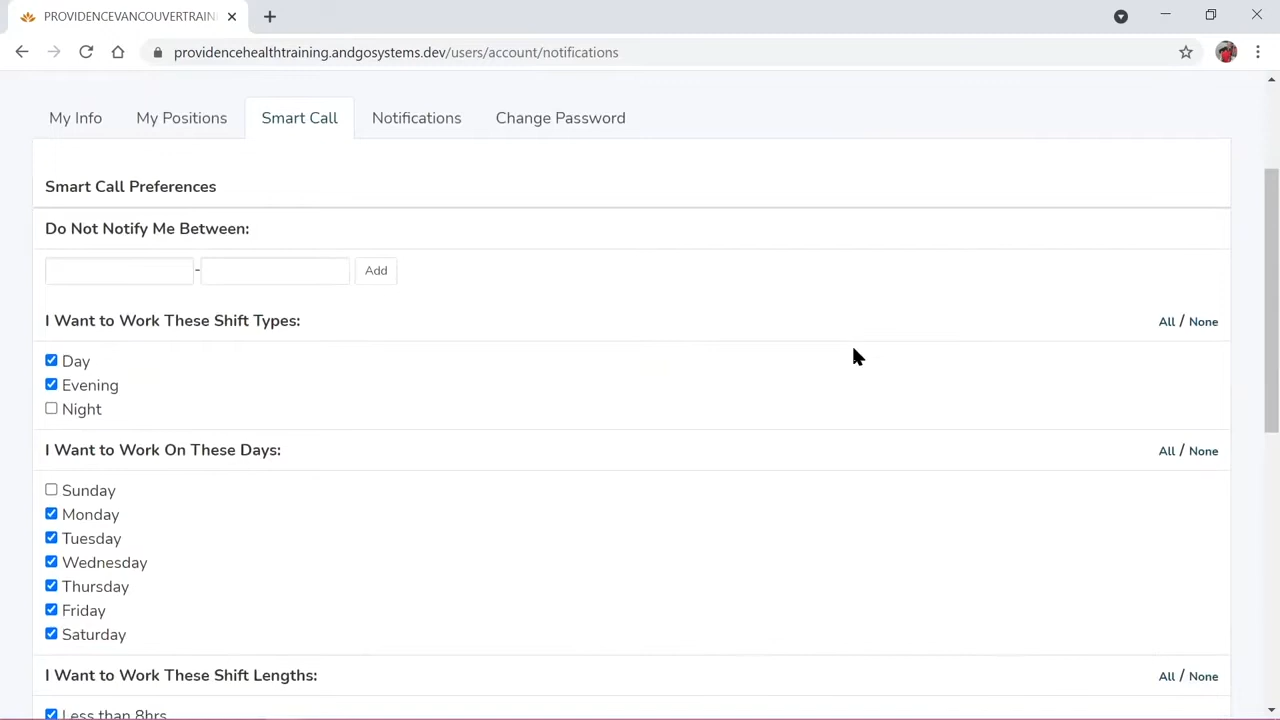 PROVIDENCEVANCOUVERTRAIN
providencehealthtraining.andgosystems.dev/users/account/notifications
My Info My Positions Smart Call Notifications Change Password
Smart Call Preferences
Do Not Notify Me Between:
- Add
I Want to Work These Shift Types: All / None
Day
Evening
Night
I Want to Work On These Days: All / None
Sunday
Monday
Tuesday
Wednesday
Thursday
Friday
Saturday
I Want to Work These Shift Lengths: All / None
Less than 8hrs